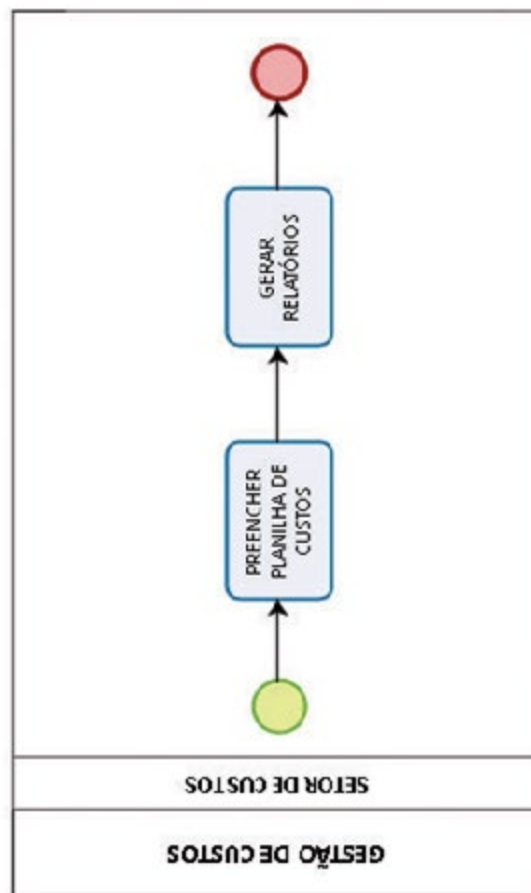 GESTÃO DE CUSTOS
SETOR DE CUSTOS
PREENCHER
PLANILHA DE
CUSTOS
GERAR
RELATÓRIOS